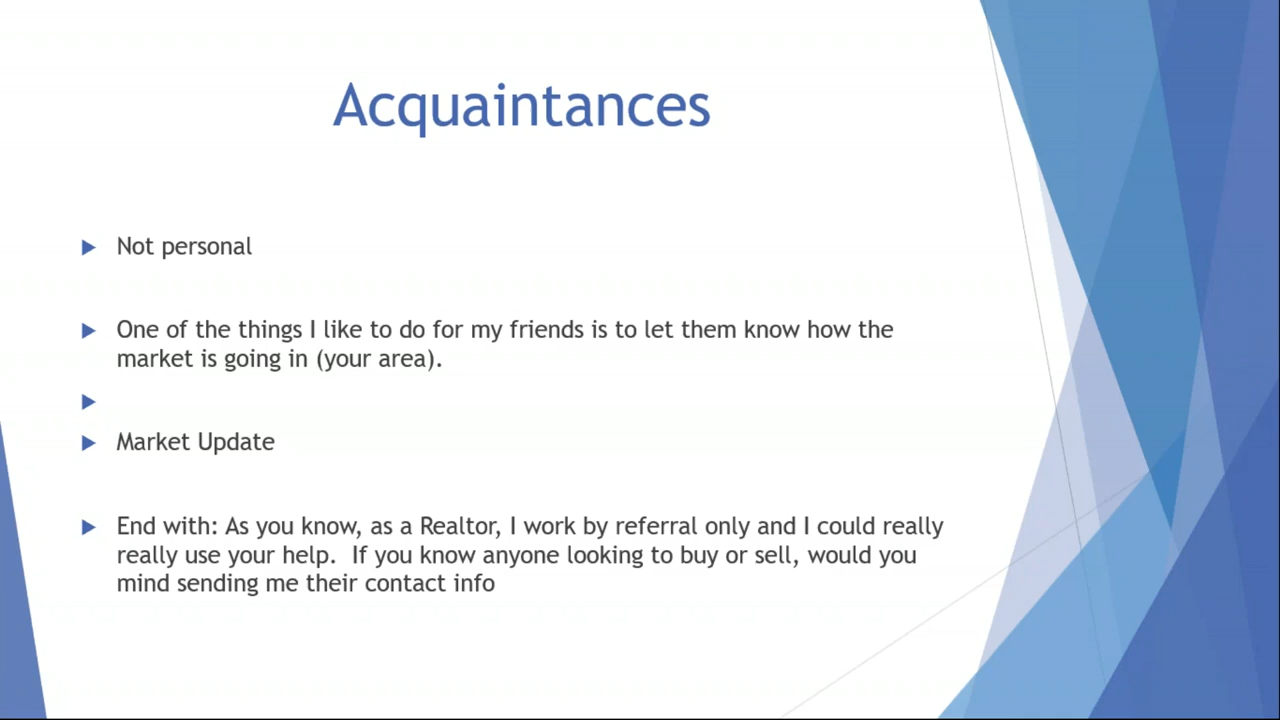 Acquaintances
Not personal
One of the things I like to do for my friends is to let them know how the
market is going in (your area).
Market Update
End with: As you know, as a Realtor, I work by referral only and I could really
really use your help.  If you know anyone looking to buy or sell, would you
mind sending me their contact info